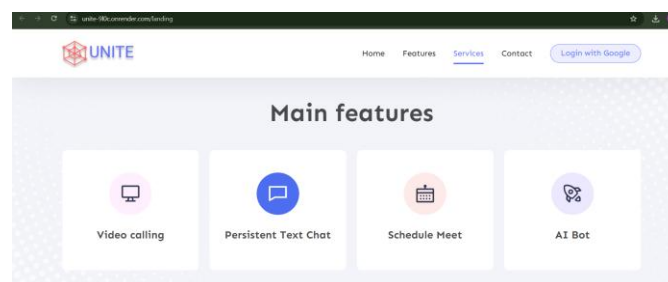 UNITE
Home Features Services Contact Login with Google
Main features
Video calling Persistent Text Chat Schedule Meet AI Bot